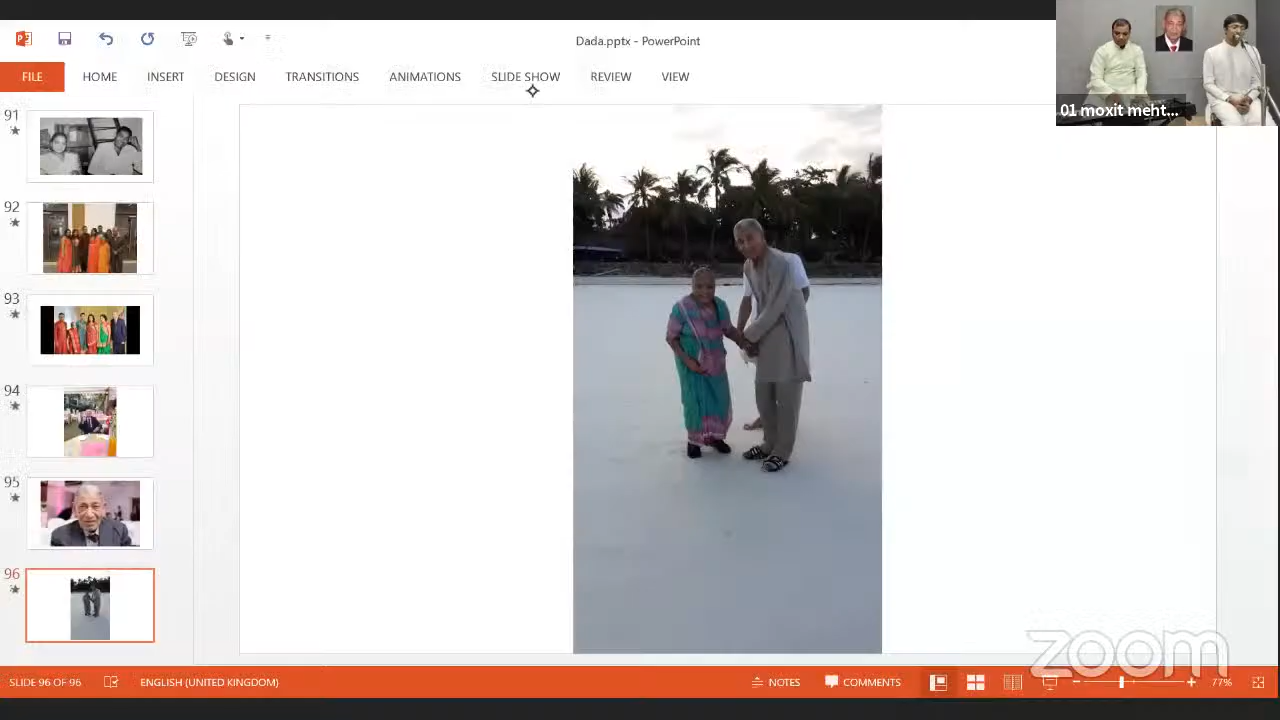 Dada.pptx - PowerPoint
FILE HOME INSERT DESIGN TRANSITIONS ANIMATIONS SLIDE SHOW REVIEW VIEW
01 moxit meht...
91
92
93
94
95
96
zoom
SLIDE 96 OF 96 ENGLISH (UNITED KINGDOM) NOTES COMMENTS 77%